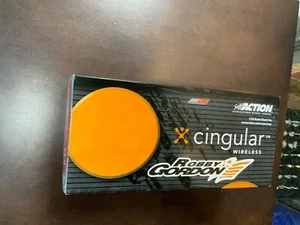 ACTION
cingular
WIRELESS
ROBBY
GORDON